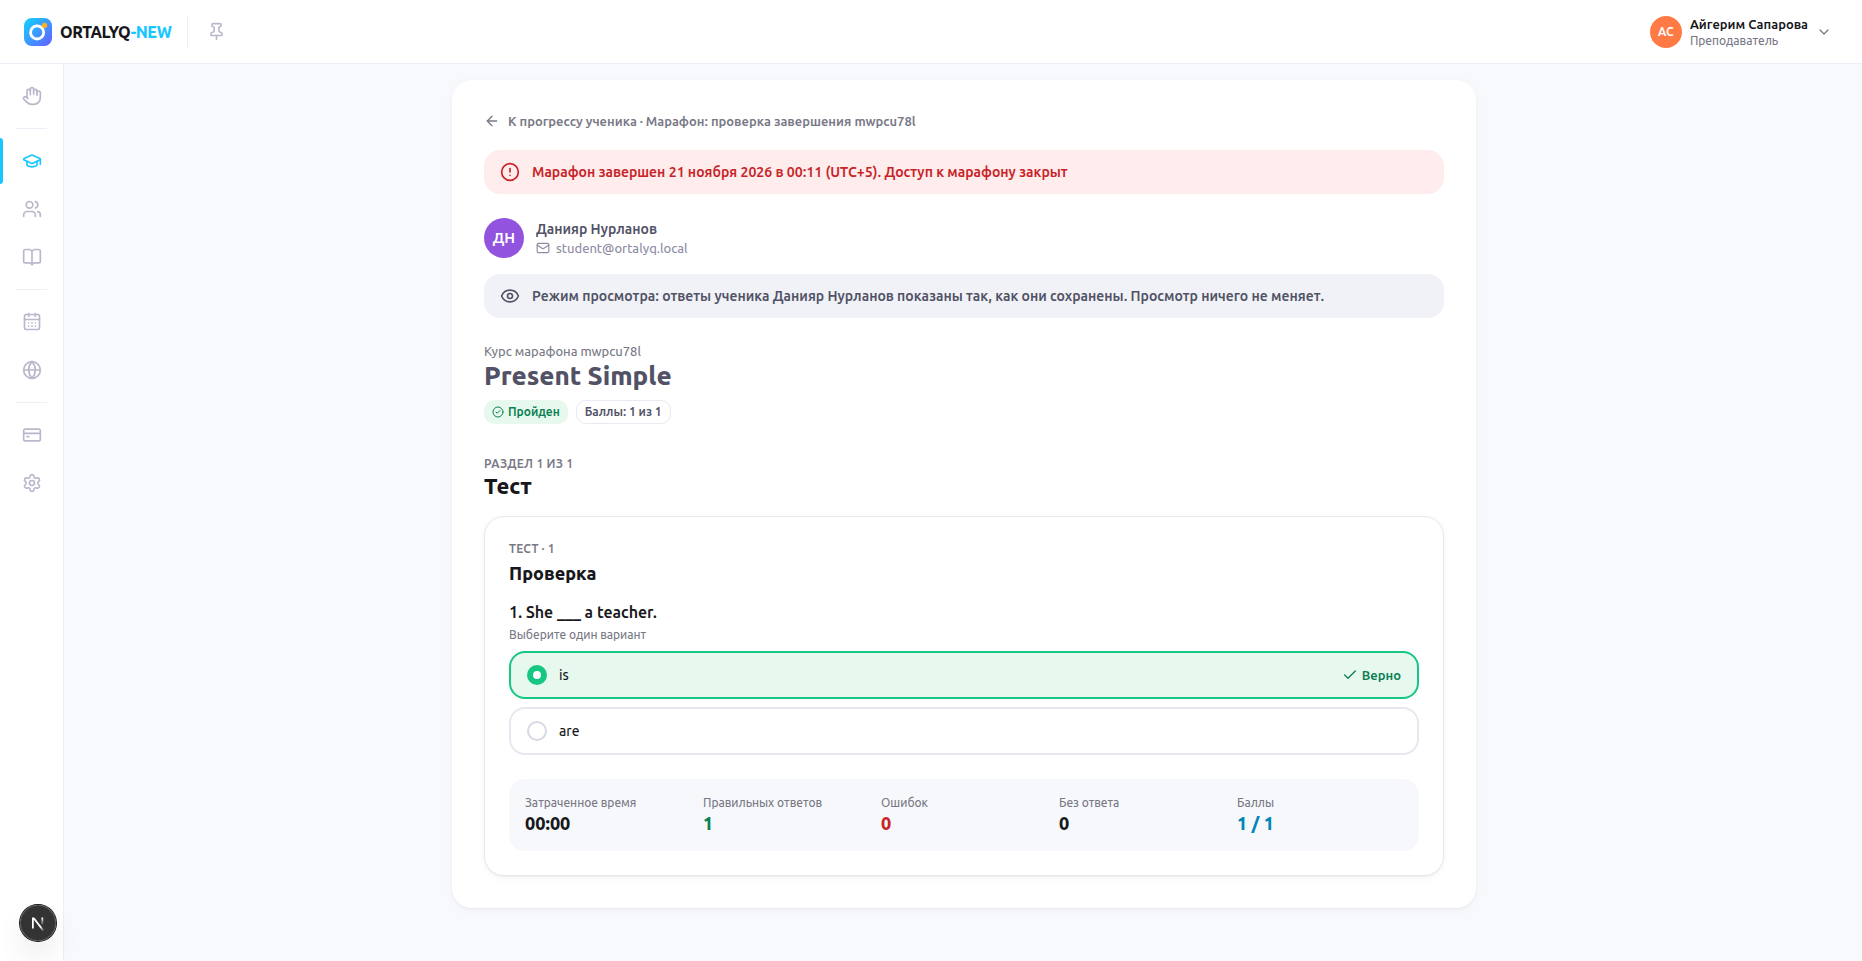 ORTALYQ-NEW
АС
Айгерим Сапарова
Преподаватель
К прогрессу ученика · Марафон: проверка завершения mwpcu78l
Марафон завершен 21 ноября 2026 в 00:11 (UTC+5). Доступ к марафону закрыт
ДН
Данияр Нурланов
student@ortalyq.local
Режим просмотра: ответы ученика Данияр Нурланов показаны так, как они сохранены. Просмотр ничего не меняет.
Курс марафона mwpcu78l
Present Simple
Пройден
Баллы: 1 из 1
РАЗДЕЛ 1 ИЗ 1
Тест
ТЕСТ · 1
Проверка
1. She ___ a teacher.
Выберите один вариант
is
Верно
are
Затраченное время
Правильных ответов
Ошибок
Без ответа
Баллы
00:00
1
0
0
1 / 1
N